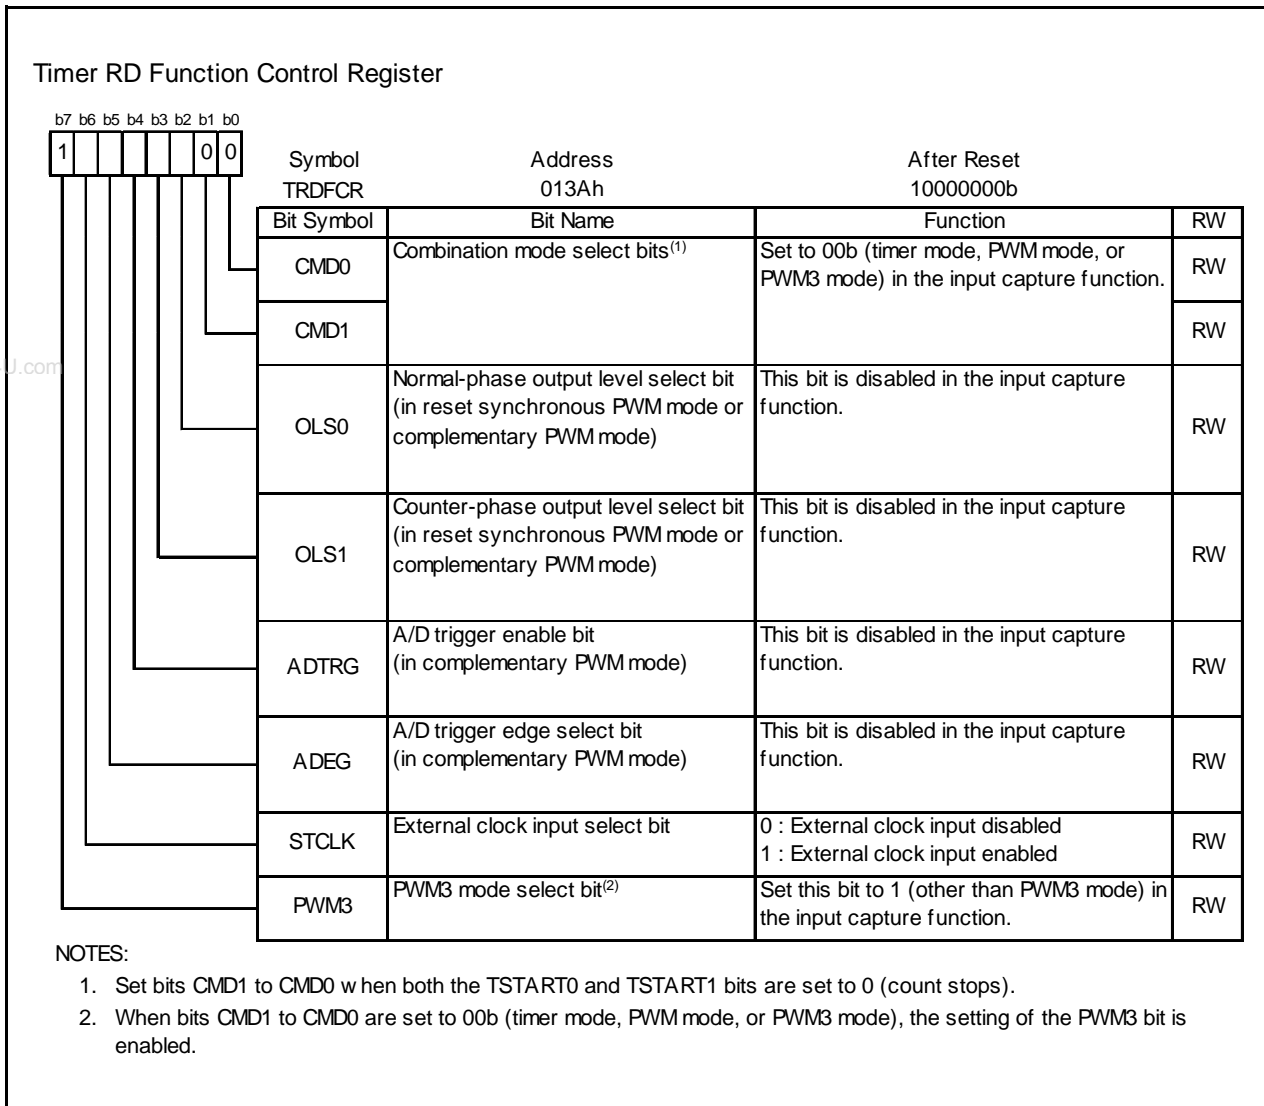 Timer RD Function Control Register
b7 b6 b5 b4 b3 b2 b1 b0
1 0 0
Symbol Address After Reset
TRDFCR 013Ah 10000000b
Bit Symbol Bit Name Function RW
CMD0 Combination mode select bits(1) Set to 00b (timer mode, PWM mode, or RW
PWM3 mode) in the input capture function.
CMD1 RW
J.com
Normal-phase output level select bit This bit is disabled in the input capture
(in reset synchronous PWM mode or function.
OLS0 complementary PWM mode) RW
Counter-phase output level select bit This bit is disabled in the input capture
(in reset synchronous PWM mode or function.
OLS1 complementary PWM mode) RW
A/D trigger enable bit This bit is disabled in the input capture
ADTRG (in complementary PWM mode) function. RW
A/D trigger edge select bit This bit is disabled in the input capture
ADEG (in complementary PWM mode) function. RW
STCLK External clock input select bit 0 : External clock input disabled RW
1 : External clock input enabled
PWM3 PWM3 mode select bit(2) Set this bit to 1 (other than PWM3 mode) in RW
the input capture function.
NOTES:
1. Set bits CMD1 to CMD0 when both the TSTART0 and TSTART1 bits are set to 0 (count stops).
2. When bits CMD1 to CMD0 are set to 00b (timer mode, PWM mode, or PWM3 mode), the setting of the PWM3 bit is
enabled.